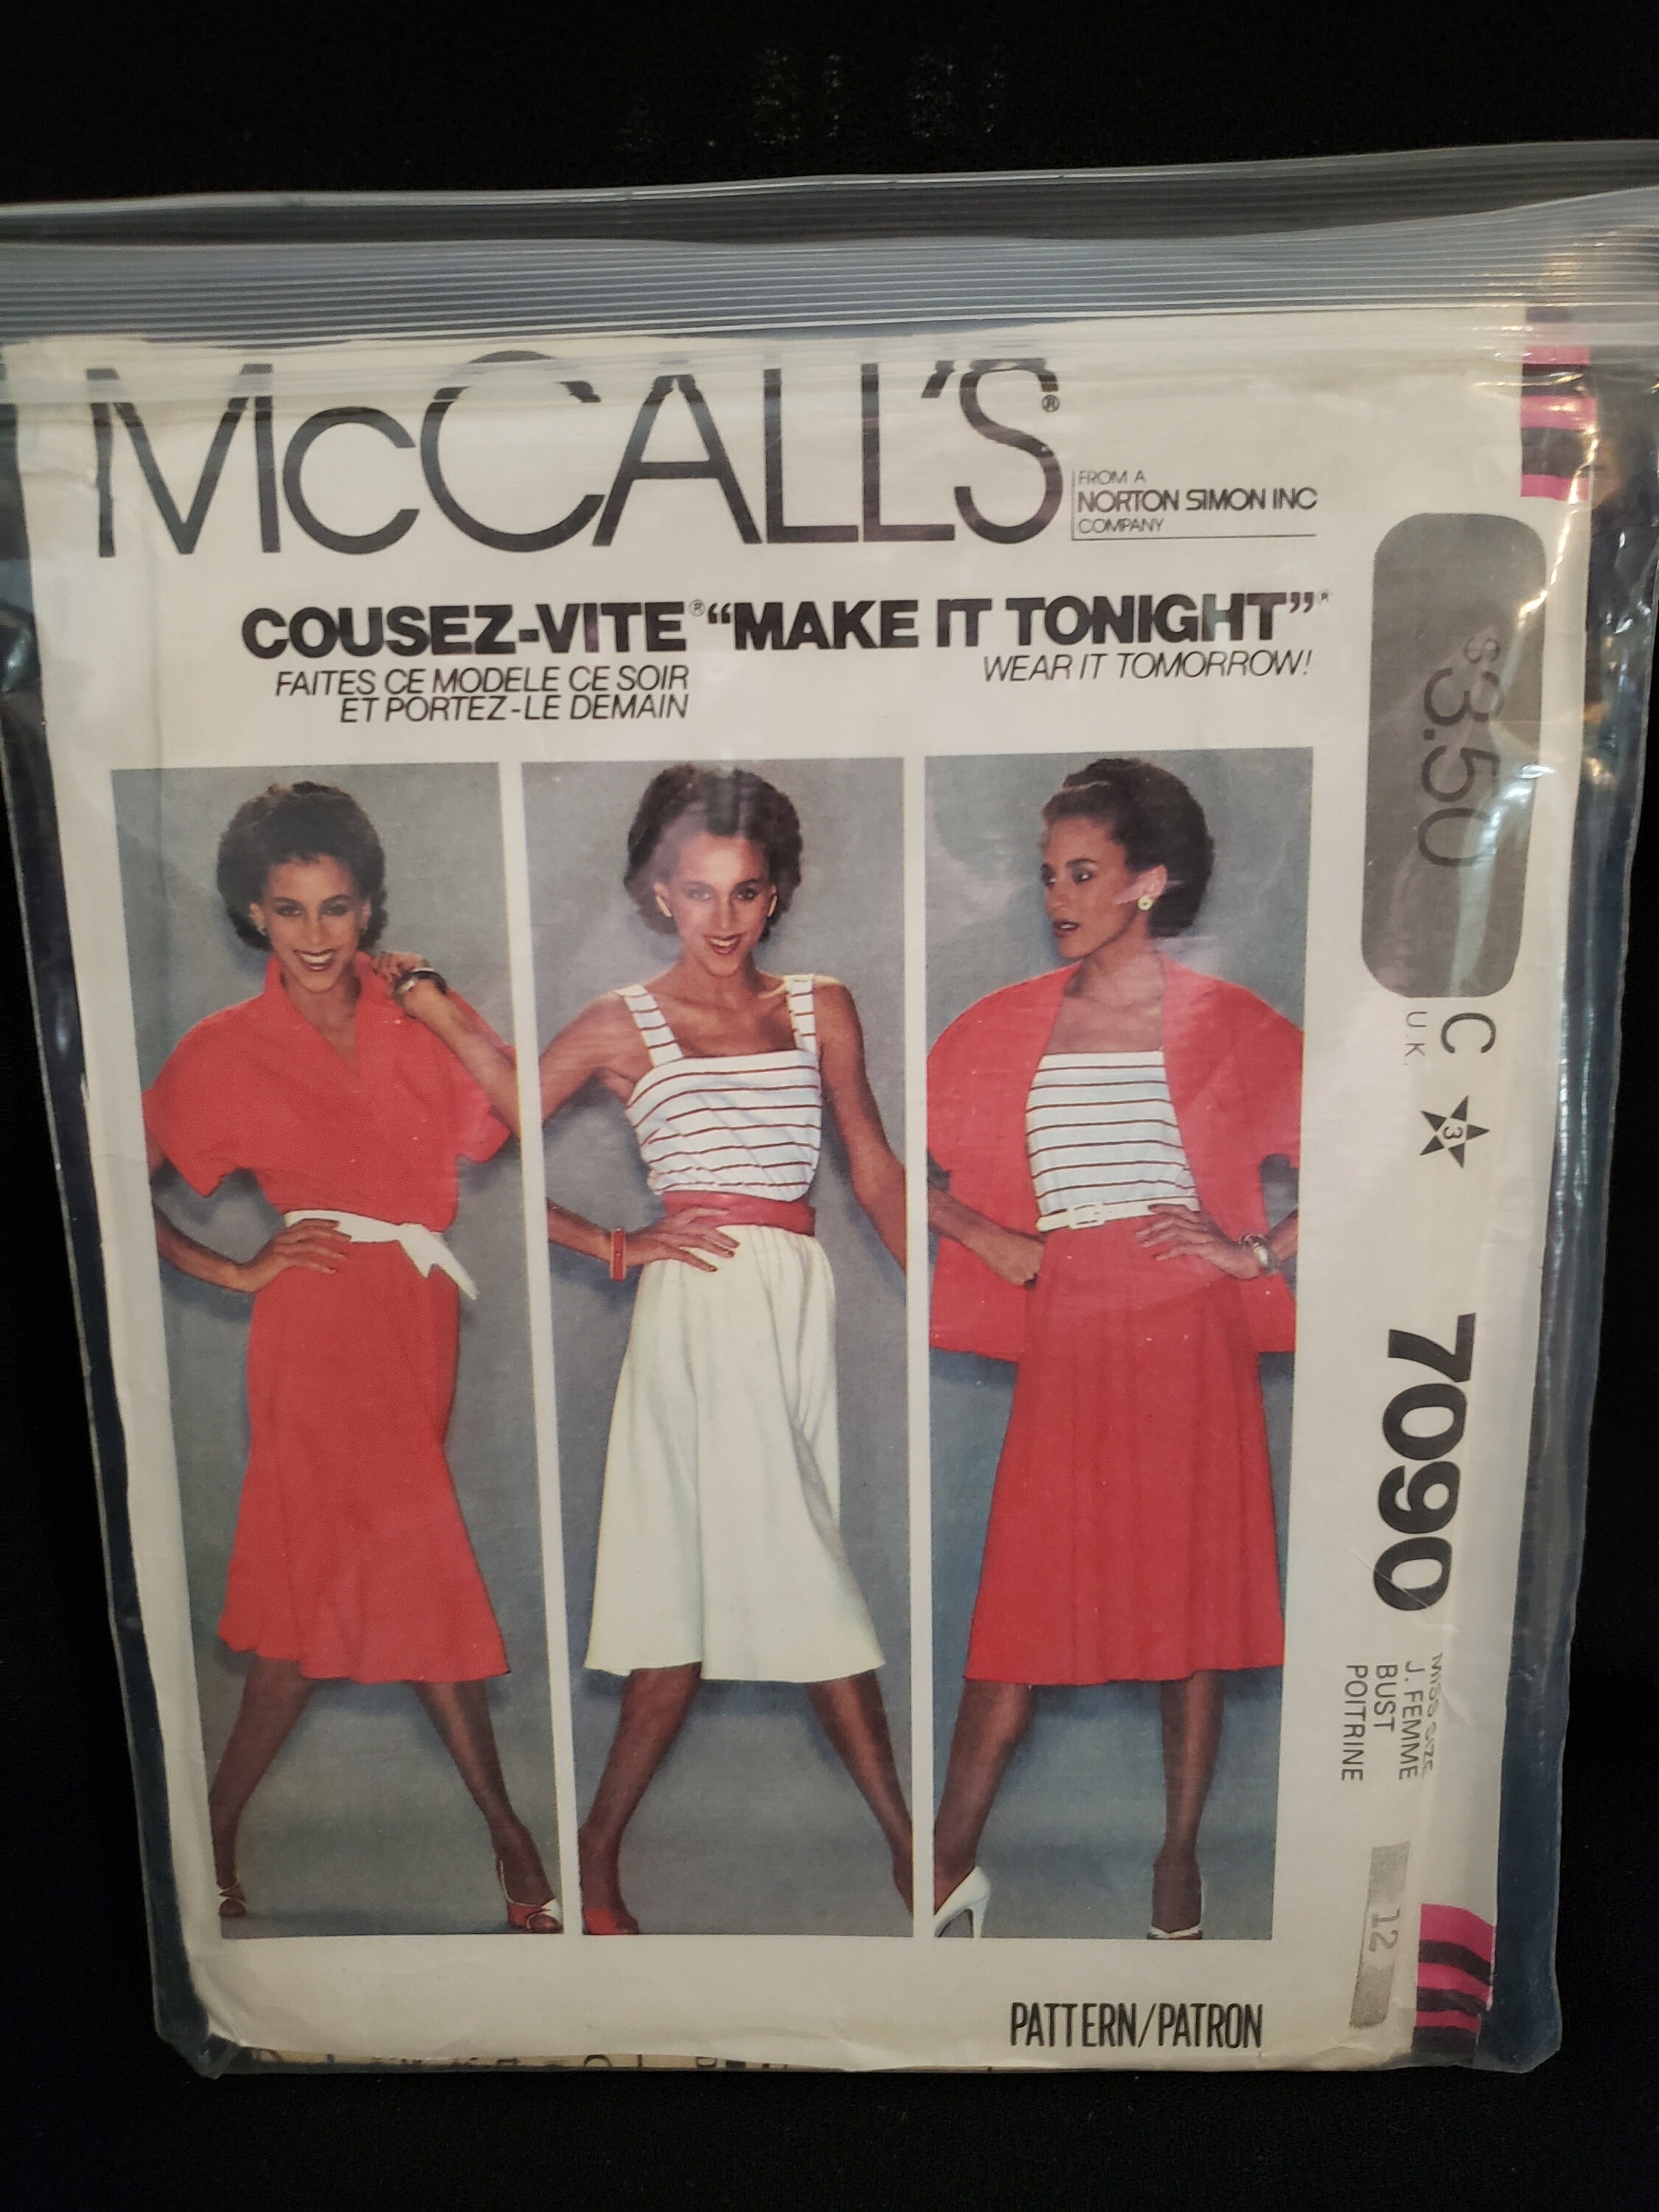 McCALL'S®
FROM A
NORTON SIMON INC
COMPANY
COUSEZ-VITE® "MAKE IT TONIGHT"®
FAITES CE MODELE CE SOIR
ET PORTEZ-LE DEMAIN
WEAR IT TOMORROW!
$3.50
C
U.K.
3
7090
MISS SIZE
J. FEMME
BUST
POITRINE
12
PATTERN/PATRON